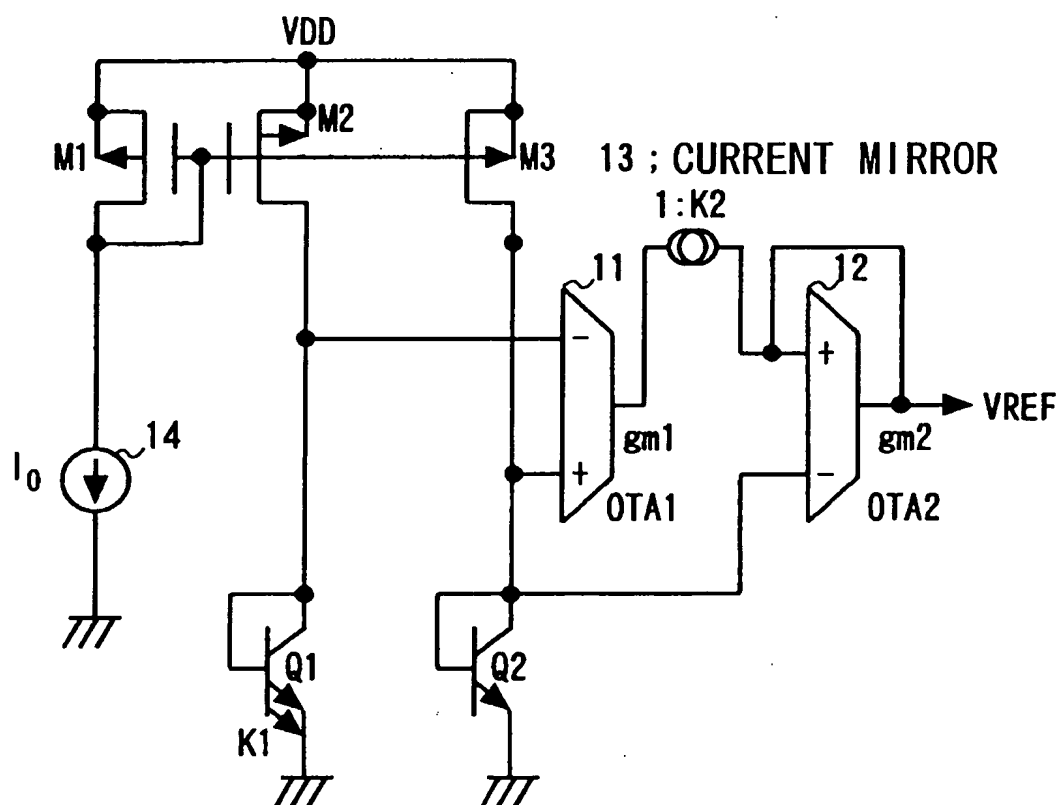 VDD
M1
M2
M3
13 ; CURRENT MIRROR
1:K2
11
12
-
+
+
-
gm1
gm2
VREF
OTA1
OTA2
14
I0
Q1
Q2
K1